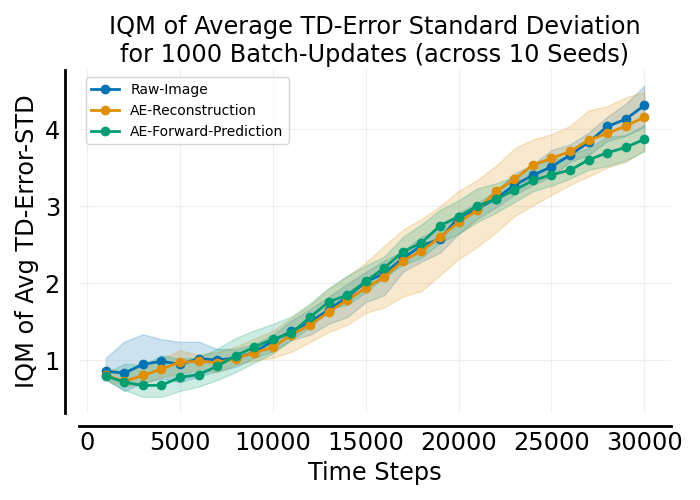 IQM of Average TD-Error Standard Deviation
for 1000 Batch-Updates (across 10 Seeds)
Raw-Image
AE-Reconstruction
AE-Forward-Prediction
IQM of Avg TD-Error-STD
4
3
2
1
0 5000 10000 15000 20000 25000 30000
Time Steps